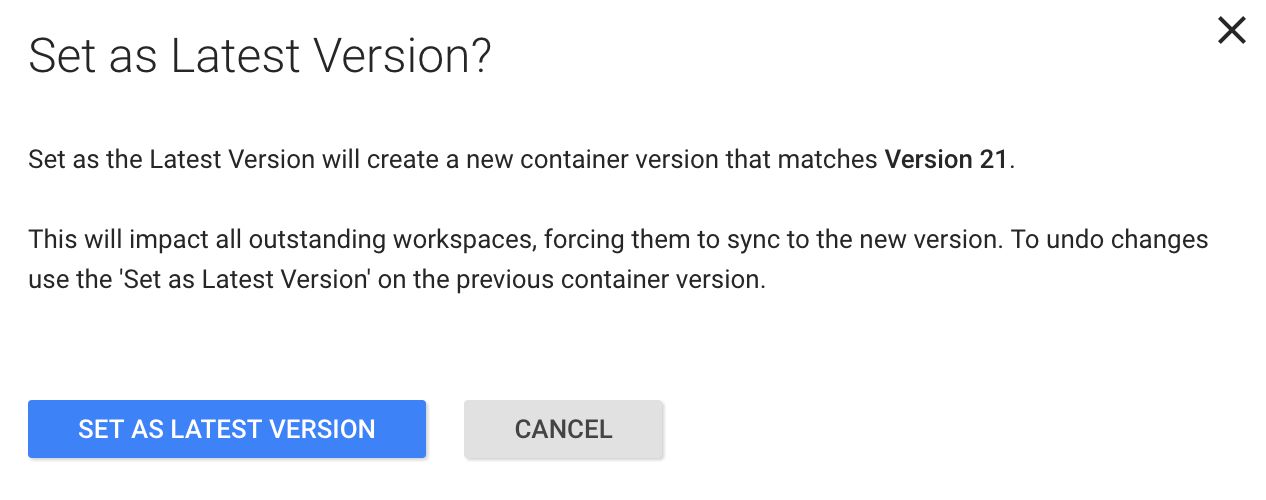 Set as Latest Version?
Set as the Latest Version will create a new container version that matches Version 21.
This will impact all outstanding workspaces, forcing them to sync to the new version. To undo changes
use the 'Set as Latest Version' on the previous container version.
SET AS LATEST VERSION
CANCEL